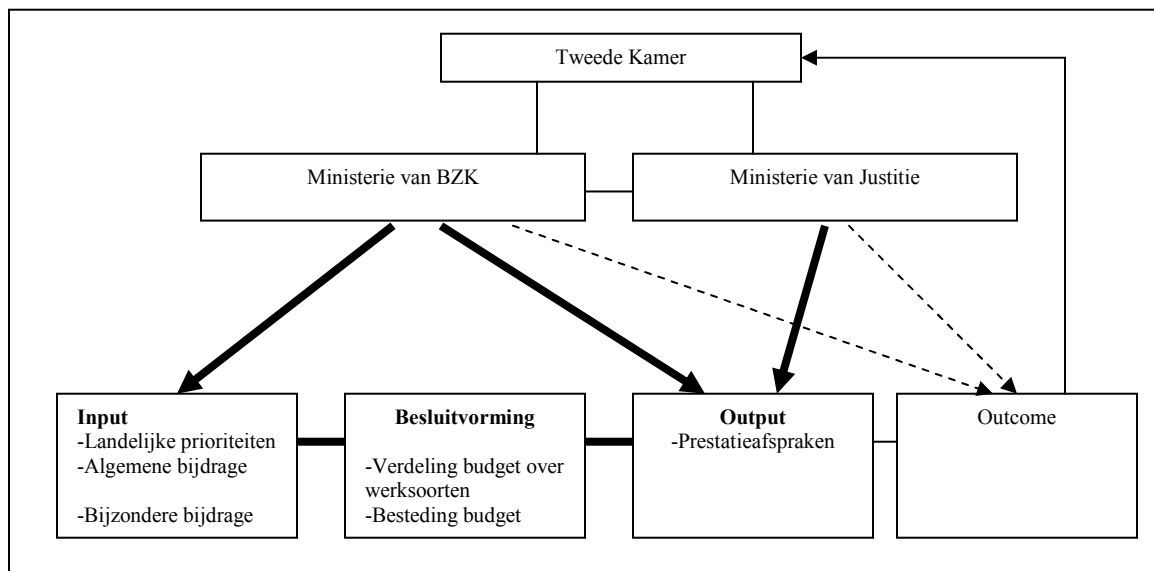 Tweede Kamer
Ministerie van BZK
Ministerie van Justitie
Input
-Landelijke prioriteiten
-Algemene bijdrage
-Bijzondere bijdrage
Besluitvorming
-Verdeling budget over
werksoorten
-Besteding budget
Output
-Prestatieafspraken
Outcome